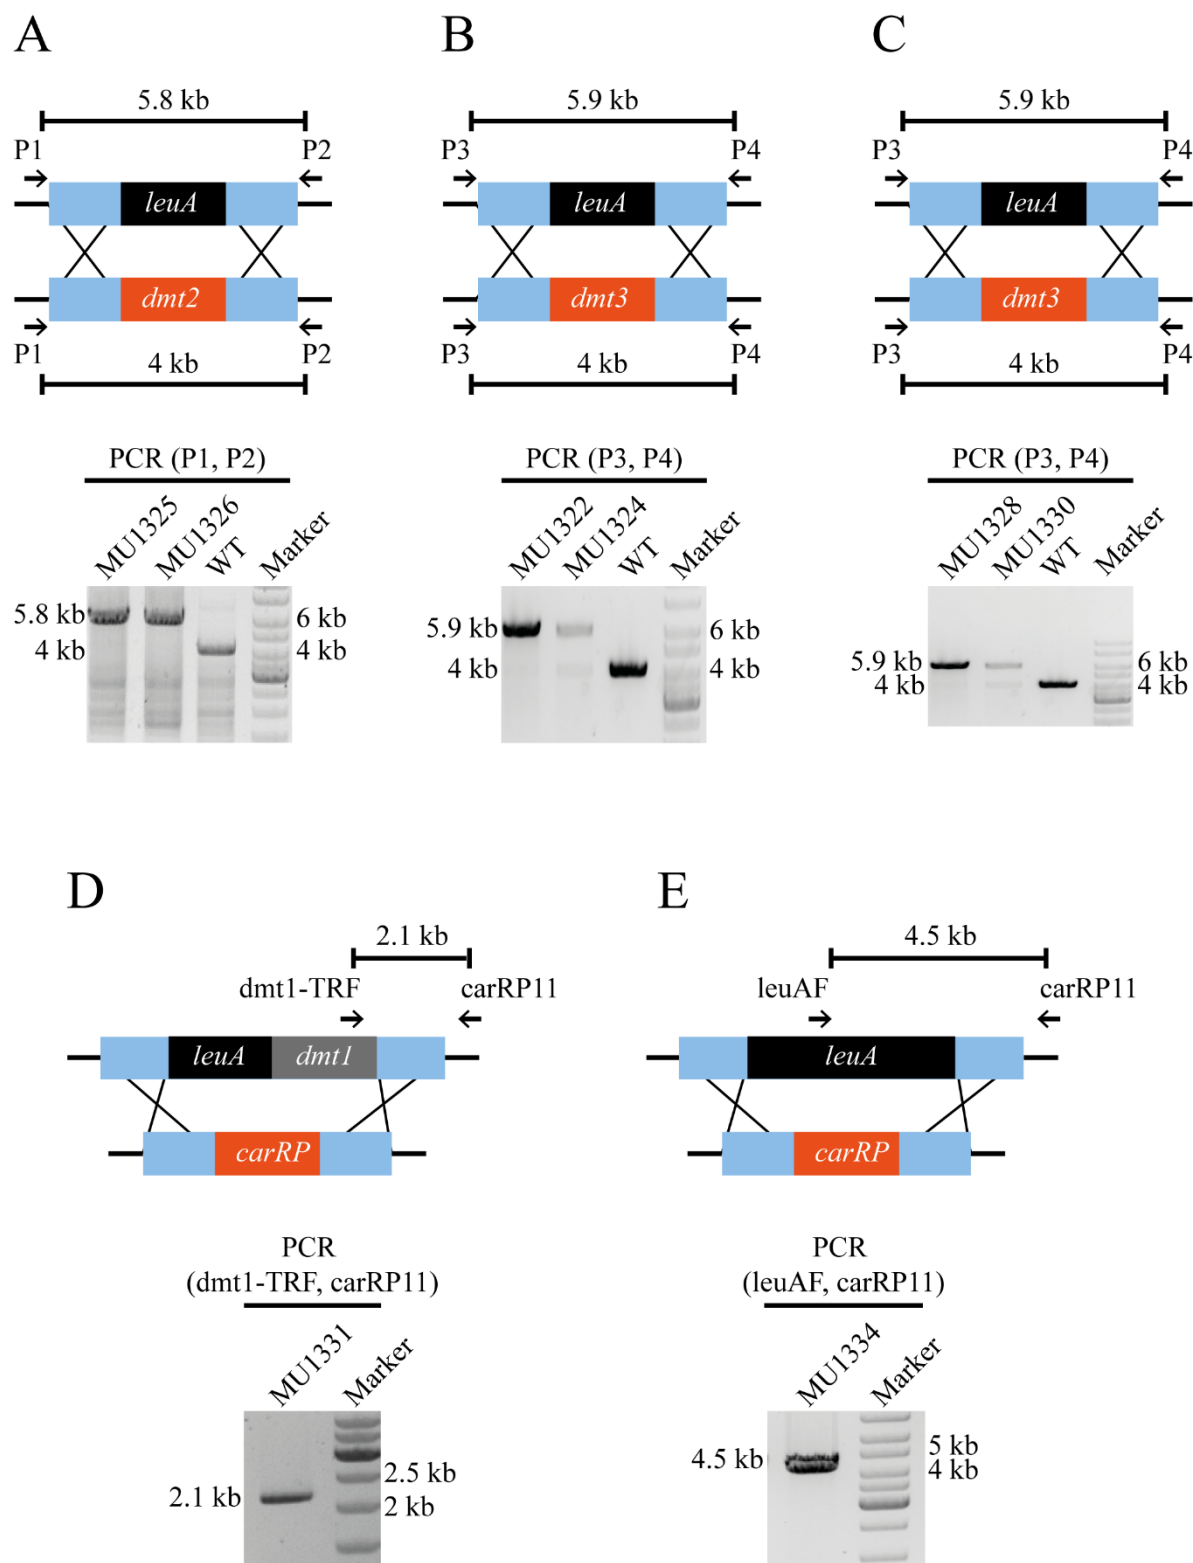 A
5.8 kb
P1
P2
leuA
dmt2
P1
P2
4 kb
PCR (P1, P2)
MU1325
MU1326
WT
Marker
5.8 kb
4 kb
6 kb
4 kb
B
5.9 kb
P3
P4
leuA
dmt3
P3
P4
4 kb
PCR (P3, P4)
MU1322
MU1324
WT
Marker
5.9 kb
4 kb
6 kb
4 kb
C
5.9 kb
P3
P4
leuA
dmt3
P3
P4
4 kb
PCR (P3, P4)
MU1328
MU1330
WT
Marker
5.9 kb
4 kb
6 kb
4 kb
D
2.1 kb
dmt1-TRF
carRP11
leuA
dmt1
carRP
PCR
(dmt1-TRF, carRP11)
MU1331
Marker
2.1 kb
2.5 kb
2 kb
E
4.5 kb
leuAF
carRP11
leuA
carRP
PCR
(leuAF, carRP11)
MU1334
Marker
4.5 kb
5 kb
4 kb